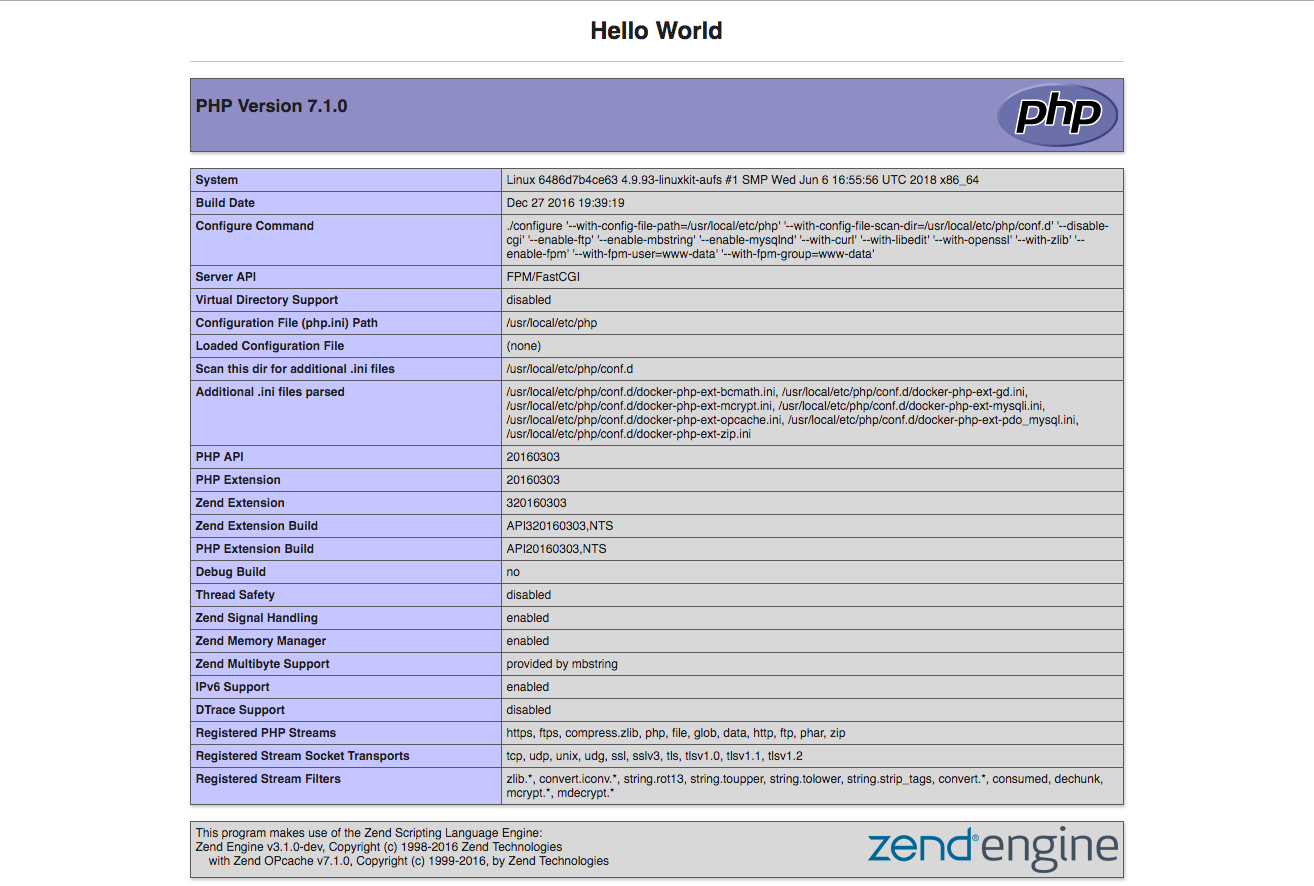 Hello World
PHP Version 7.1.0
php
System Linux 6486d7b4ce63 4.9.93-linuxkit-aufs #1 SMP Wed Jun 6 16:55:56 UTC 2018 x86_64
Build Date Dec 27 2016 19:39:19
Configure Command ./configure '--with-config-file-path=/usr/local/etc/php' '--with-config-file-scan-dir=/usr/local/etc/php/conf.d' '--disable-
cgi' '--enable-ftp' '--enable-mbstring' '--enable-mysqlnd' '--with-curl' '--with-libedit' '--with-openssl' '--with-zlib' '--
enable-fpm' '--with-fpm-user=www-data' '--with-fpm-group=www-data'
Server API FPM/FastCGI
Virtual Directory Support disabled
Configuration File (php.ini) Path /usr/local/etc/php
Loaded Configuration File (none)
Scan this dir for additional .ini files /usr/local/etc/php/conf.d
Additional .ini files parsed /usr/local/etc/php/conf.d/docker-php-ext-bcmath.ini, /usr/local/etc/php/conf.d/docker-php-ext-gd.ini,
/usr/local/etc/php/conf.d/docker-php-ext-mcrypt.ini, /usr/local/etc/php/conf.d/docker-php-ext-mysqli.ini,
/usr/local/etc/php/conf.d/docker-php-ext-opcache.ini, /usr/local/etc/php/conf.d/docker-php-ext-pdo_mysql.ini,
/usr/local/etc/php/conf.d/docker-php-ext-zip.ini
PHP API 20160303
PHP Extension 20160303
Zend Extension 320160303
Zend Extension Build API320160303,NTS
PHP Extension Build API20160303,NTS
Debug Build no
Thread Safety disabled
Zend Signal Handling enabled
Zend Memory Manager enabled
Zend Multibyte Support provided by mbstring
IPv6 Support enabled
DTrace Support disabled
Registered PHP Streams https, ftps, compress.zlib, php, file, glob, data, http, ftp, phar, zip
Registered Stream Socket Transports tcp, udp, unix, udg, ssl, sslv3, tls, tlsv1.0, tlsv1.1, tlsv1.2
Registered Stream Filters zlib.*, convert.iconv.*, string.rot13, string.toupper, string.tolower, string.strip_tags, convert.*, consumed, dechunk,
mcrypt.*, mdecrypt.*
This program makes use of the Zend Scripting Language Engine:
Zend Engine v3.1.0-dev, Copyright (c) 1998-2016 Zend Technologies
with Zend OPcache v7.1.0, Copyright (c) 1999-2016, by Zend Technologies
zend® engine